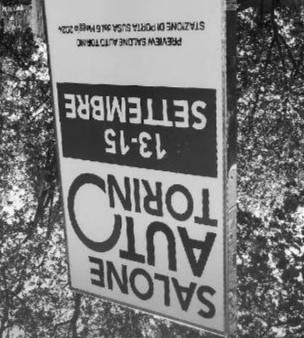 SALONE
AUTO
TORINO
13-15
SETTEMBRE
PREVIEW SALONE AUTO TORINO
STAZIONE DI PORTA SUSA dal 6 Maggio 2024